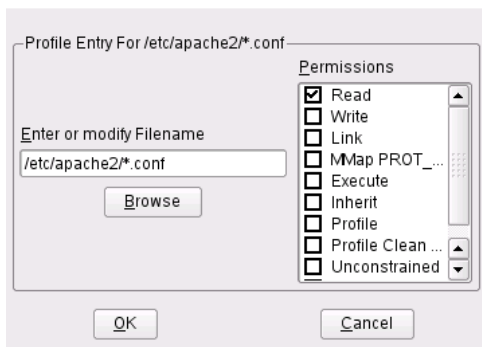 Profile Entry For /etc/apache2/*.conf
Permissions
Read
Write
Link
MMap PROT_...
Execute
Inherit
Profile
Profile Clean ...
Unconstrained
Enter or modify Filename
/etc/apache2/*.conf
Browse
OK
Cancel